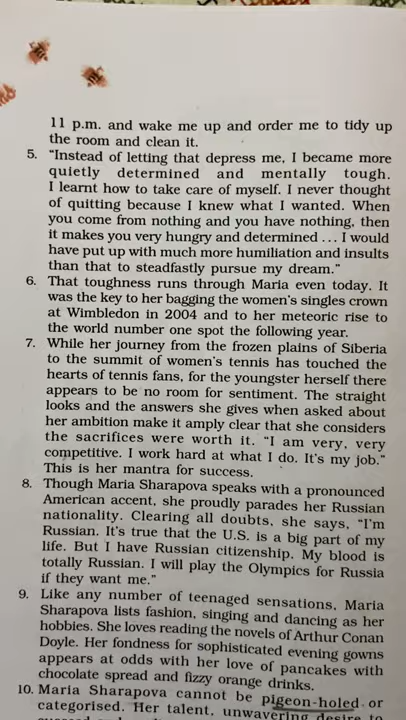 11 p.m. and wake me up and order me to tidy up
the room and clean it.
5. “Instead of letting that depress me, I became more
quietly determined and mentally tough.
I learnt how to take care of myself. I never thought
of quitting because I knew what I wanted. When
you come from nothing and you have nothing, then
it makes you very hungry and determined ... I would
have put up with much more humiliation and insults
than that to steadfastly pursue my dream.”
6. That toughness runs through Maria even today. It
was the key to her bagging the women's singles crown
at Wimbledon in 2004 and to her meteoric rise to
the world number one spot the following year.
7. While her journey from the frozen plains of Siberia
to the summit of women's tennis has touched the
hearts of tennis fans, for the youngster herself there
appears to be no room for sentiment. The straight
looks and the answers she gives when asked about
her ambition make it amply clear that she considers
the sacrifices were worth it. “I am very, very
competitive. I work hard at what I do. It's my job.”
This is her mantra for success.
8. Though Maria Sharapova speaks with a pronounced
American accent, she proudly parades her Russian
nationality. Clearing all doubts, she says, “I'm
Russian. It's true that the U.S. is a big part of my
life. But I have Russian citizenship. My blood is
totally Russian. I will play the Olympics for Russia
if they want me.”
9. Like any number of teenaged sensations, Maria
Sharapova lists fashion, singing and dancing as her
hobbies. She loves reading the novels of Arthur Conan
Doyle. Her fondness for sophisticated evening gowns
appears at odds with her love of pancakes with
chocolate spread and fizzy orange drinks.
10. Maria Sharapova cannot be pigeon-holed or
categorised. Her talent, unwavering desire to